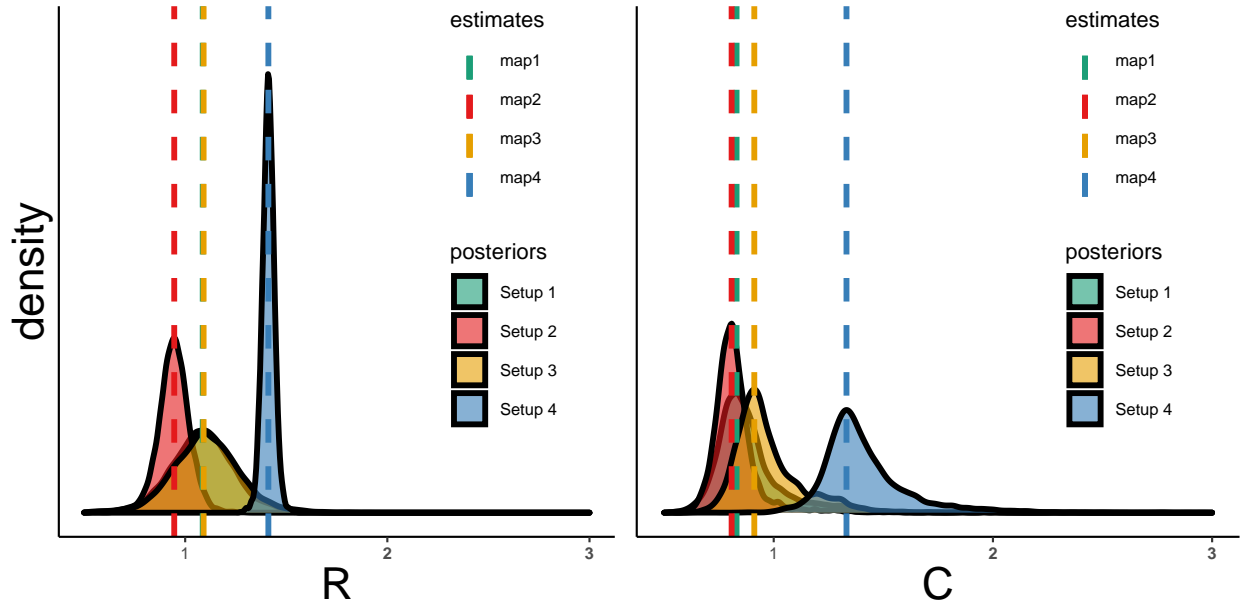 density
estimates
map1
map2
map3
map4
posteriors
Setup 1
Setup 2
Setup 3
Setup 4
1
2
3
R
estimates
map1
map2
map3
map4
posteriors
Setup 1
Setup 2
Setup 3
Setup 4
1
2
3
C